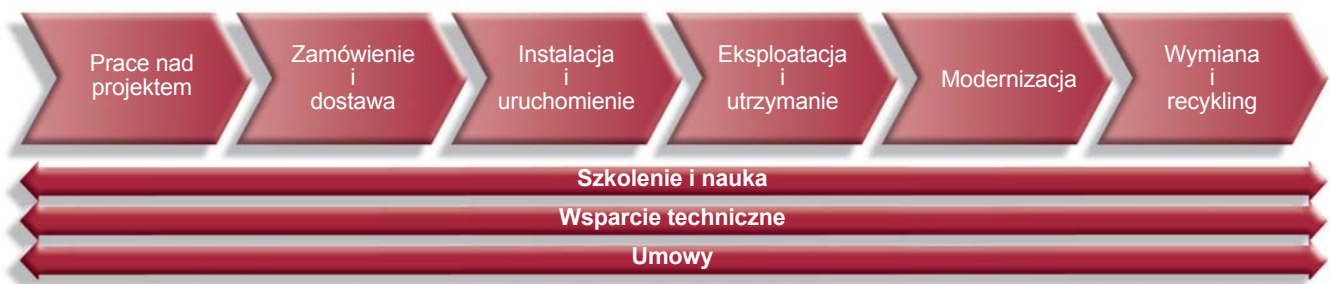 Prace nad
projektem
Zamówienie
i
dostawa
Instalacja
i
uruchomienie
Eksploatacja
i
utrzymanie
Modernizacja
Wymiana
i
recykling
Szkolenie i nauka
Wsparcie techniczne
Umowy